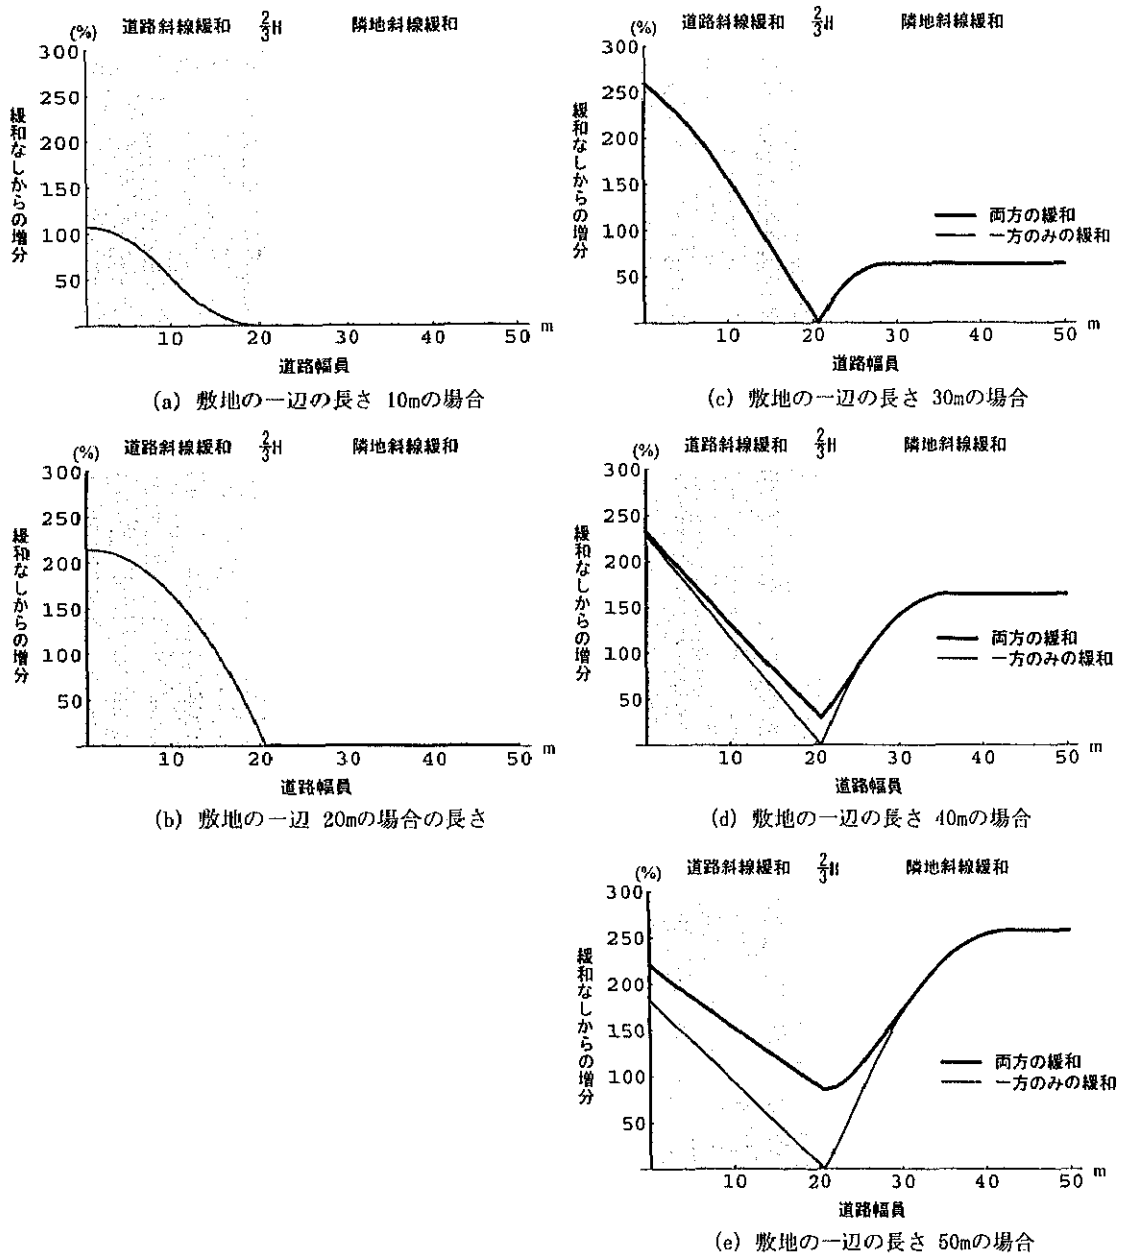 (%) 道路斜線緩和 2/3H 隣地斜線緩和
300
250
200
150
100
50
緩和なしからの増分
10 20 30 40 50 m
道路幅員
(a) 敷地の一辺の長さ 10mの場合
(%) 道路斜線緩和 2/3H 隣地斜線緩和
300
250
200
150
100
50
緩和なしからの増分
10 20 30 40 50 m
道路幅員
(b) 敷地の一辺 20mの場合の長さ
(%) 道路斜線緩和 2/3H 隣地斜線緩和
300
250
200
150
100
50
緩和なしからの増分
両方の緩和
一方のみの緩和
10 20 30 40 50 m
道路幅員
(c) 敷地の一辺の長さ 30mの場合
(%) 道路斜線緩和 2/3H 隣地斜線緩和
300
250
200
150
100
50
緩和なしからの増分
両方の緩和
一方のみの緩和
10 20 30 40 50 m
道路幅員
(d) 敷地の一辺の長さ 40mの場合
(%) 道路斜線緩和 2/3H 隣地斜線緩和
300
250
200
150
100
50
緩和なしからの増分
両方の緩和
一方のみの緩和
10 20 30 40 50 m
道路幅員
(e) 敷地の一辺の長さ 50mの場合